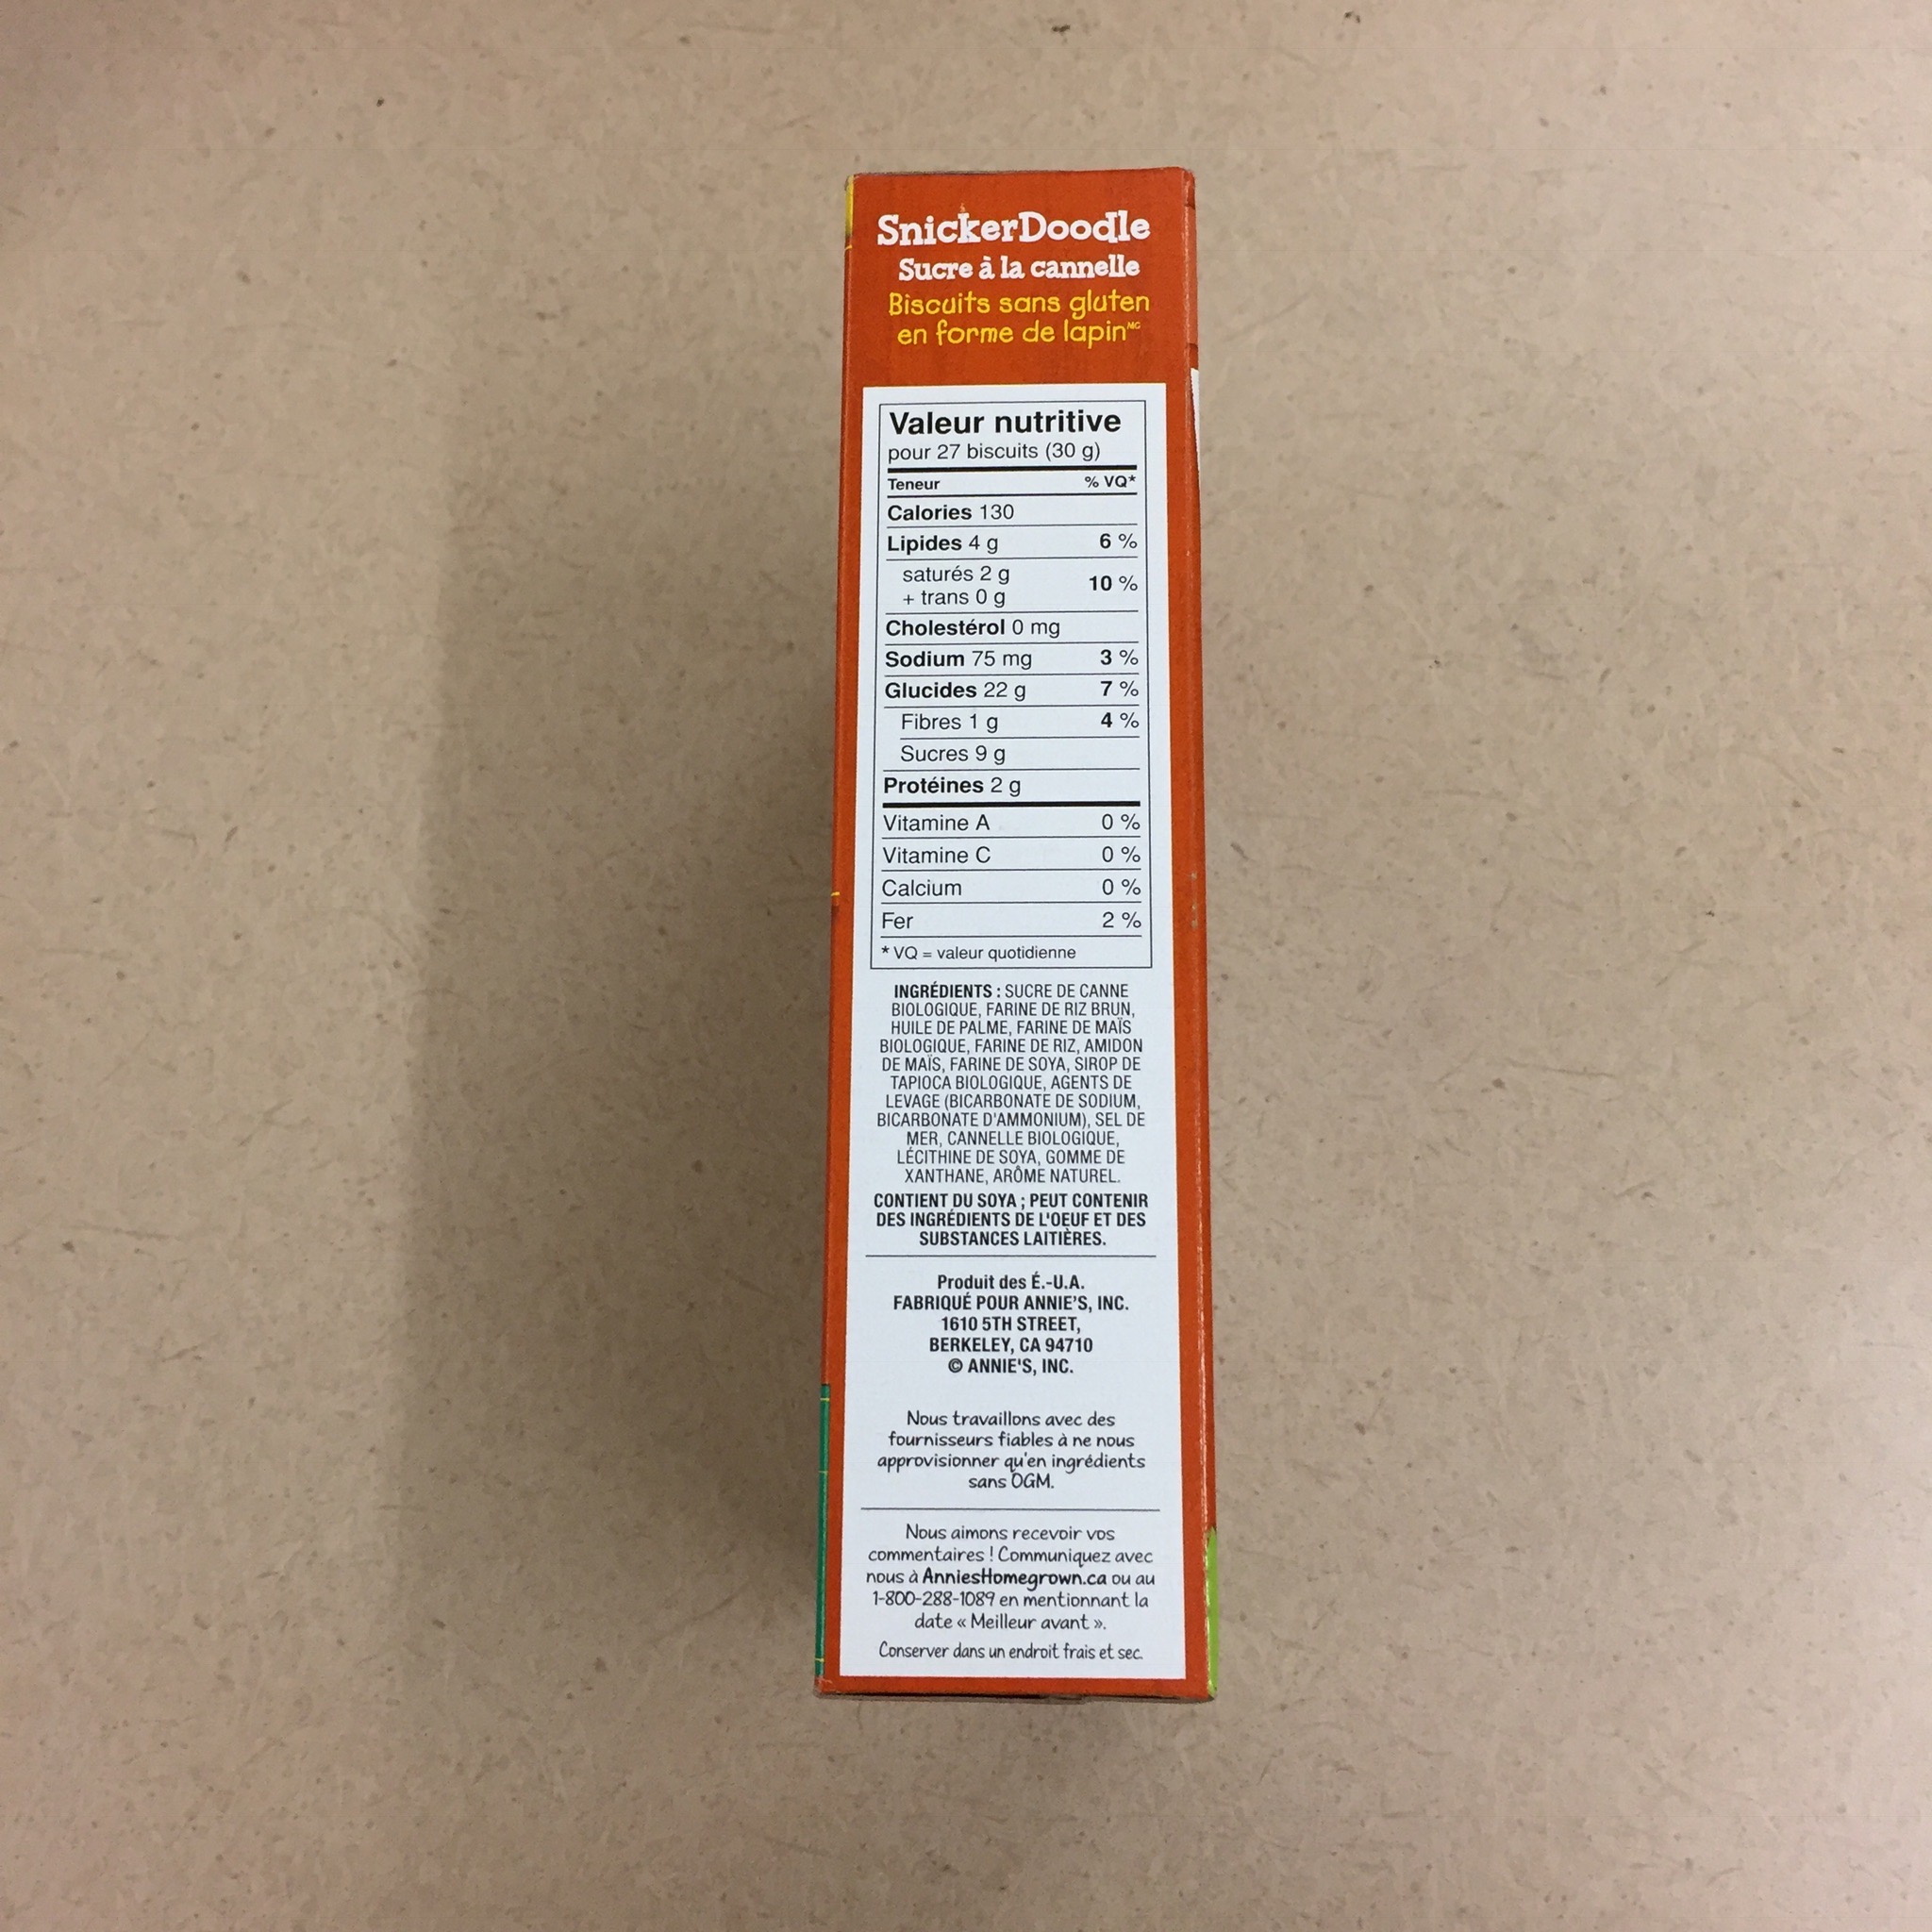 SnickerDoodle
Sucre à la cannelle
Biscuits sans gluten
en forme de lapin MC
Valeur nutritive
pour 27 biscuits (30 g)
Teneur % VQ*
Calories 130
Lipides 4 g 6 %
saturés 2 g
+ trans 0 g 10 %
Cholestérol 0 mg
Sodium 75 mg 3 %
Glucides 22 g 7 %
Fibres 1 g 4 %
Sucres 9 g
Protéines 2 g
Vitamine A 0 %
Vitamine C 0 %
Calcium 0 %
Fer 2 %
* VQ = valeur quotidienne
INGRÉDIENTS : SUCRE DE CANNE
BIOLOGIQUE, FARINE DE RIZ BRUN,
HUILE DE PALME, FARINE DE MAÏS
BIOLOGIQUE, FARINE DE RIZ, AMIDON
DE MAÏS, FARINE DE SOYA, SIROP DE
TAPIOCA BIOLOGIQUE, AGENTS DE
LEVAGE (BICARBONATE DE SODIUM,
BICARBONATE D'AMMONIUM), SEL DE
MER, CANNELLE BIOLOGIQUE,
LÉCITHINE DE SOYA, GOMME DE
XANTHANE, ARÔME NATUREL.
CONTIENT DU SOYA ; PEUT CONTENIR
DES INGRÉDIENTS DE L'OEUF ET DES
SUBSTANCES LAITIÈRES.
Produit des É.-U.A.
FABRIQUÉ POUR ANNIE'S, INC.
1610 5TH STREET,
BERKELEY, CA 94710
© ANNIE'S, INC.
Nous travaillons avec des
fournisseurs fiables à ne nous
approvisionner qu'en ingrédients
sans OGM.
Nous aimons recevoir vos
commentaires ! Communiquez avec
nous à AnniesHomegrown.ca ou au
1-800-288-1089 en mentionnant la
date « Meilleur avant ».
Conserver dans un endroit frais et sec.